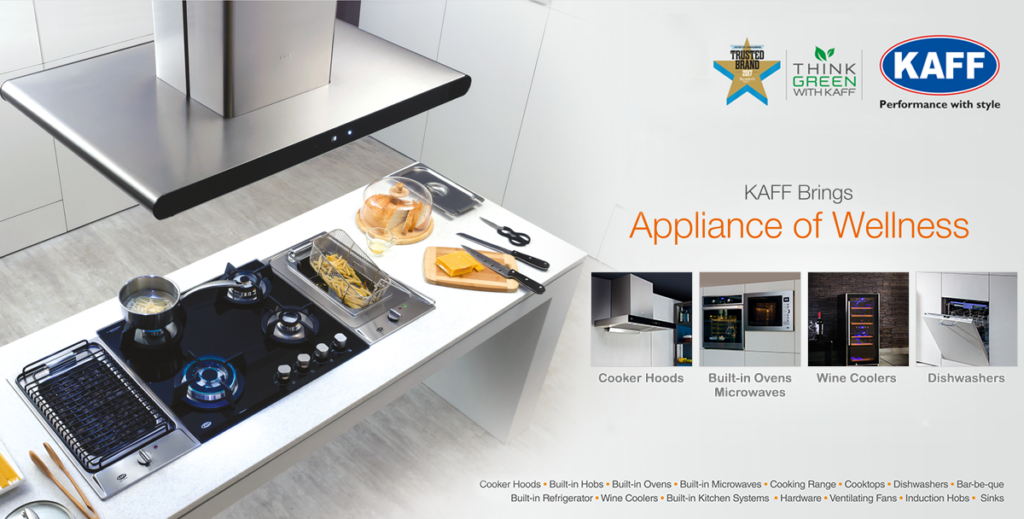 TRUSTED
BRAND
2017
THINK
GREEN
WITH KAFF
KAFF
Performance with style
KAFF Brings
Appliance of Wellness
Cooker Hoods
Built-in Ovens
Microwaves
Wine Coolers
Dishwashers
Cooker Hoods • Built-in Hobs • Built-in Ovens • Built-in Microwaves • Cooking Range • Cooktops • Dishwashers • Bar-be-que
Built-in Refrigerator • Wine Coolers • Built-in Kitchen Systems • Hardware • Ventilating Fans • Induction Hobs • Sinks